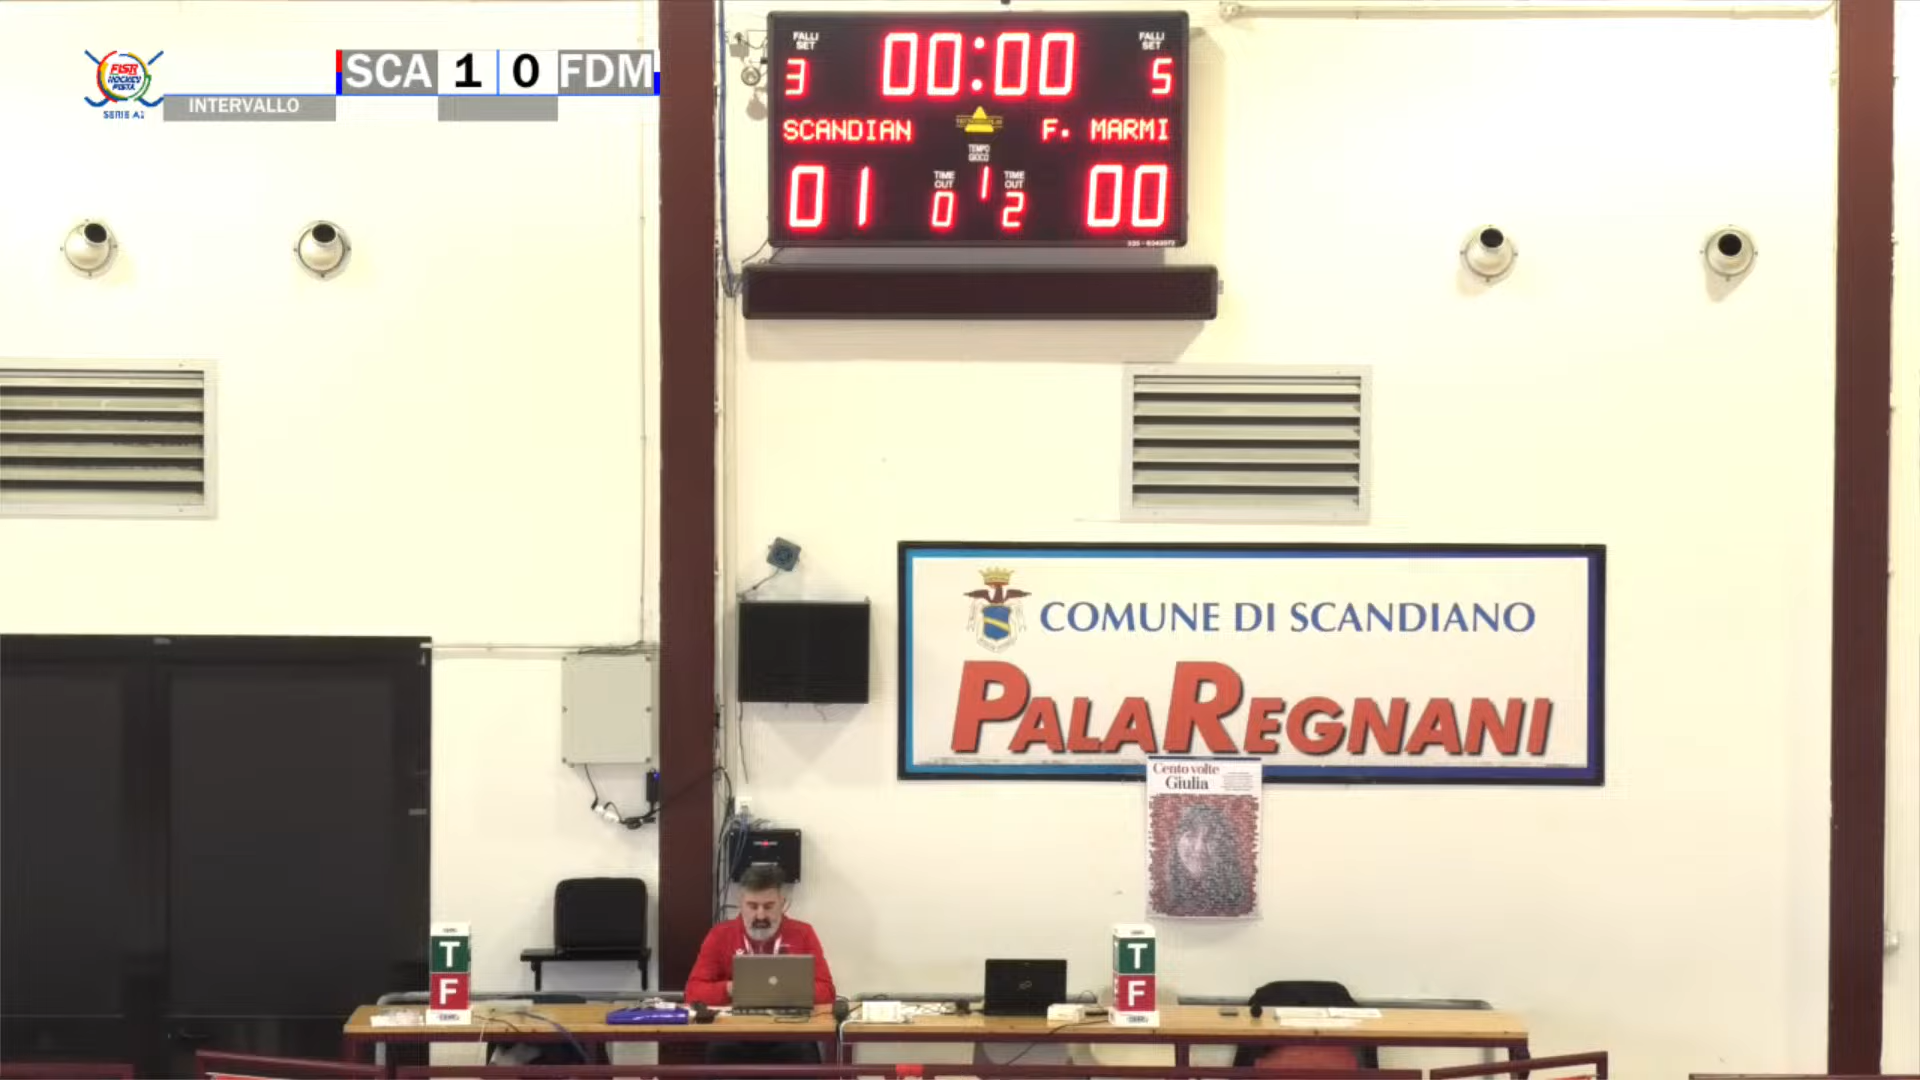 FISR
HOCKEY
PISTA
SERIE A1
SCA 1 0 FDM
INTERVALLO
FALLI
SET
3
00:00
FALLI
SET
5
SCANDIAN
F. MARMI
TEMPO
GIOCO
1
01
TIME
OUT
0
TIME
OUT
2
00
COMUNE DI SCANDIANO
PALAREGNANI
Cento volte
Giulia
T
F
T
F